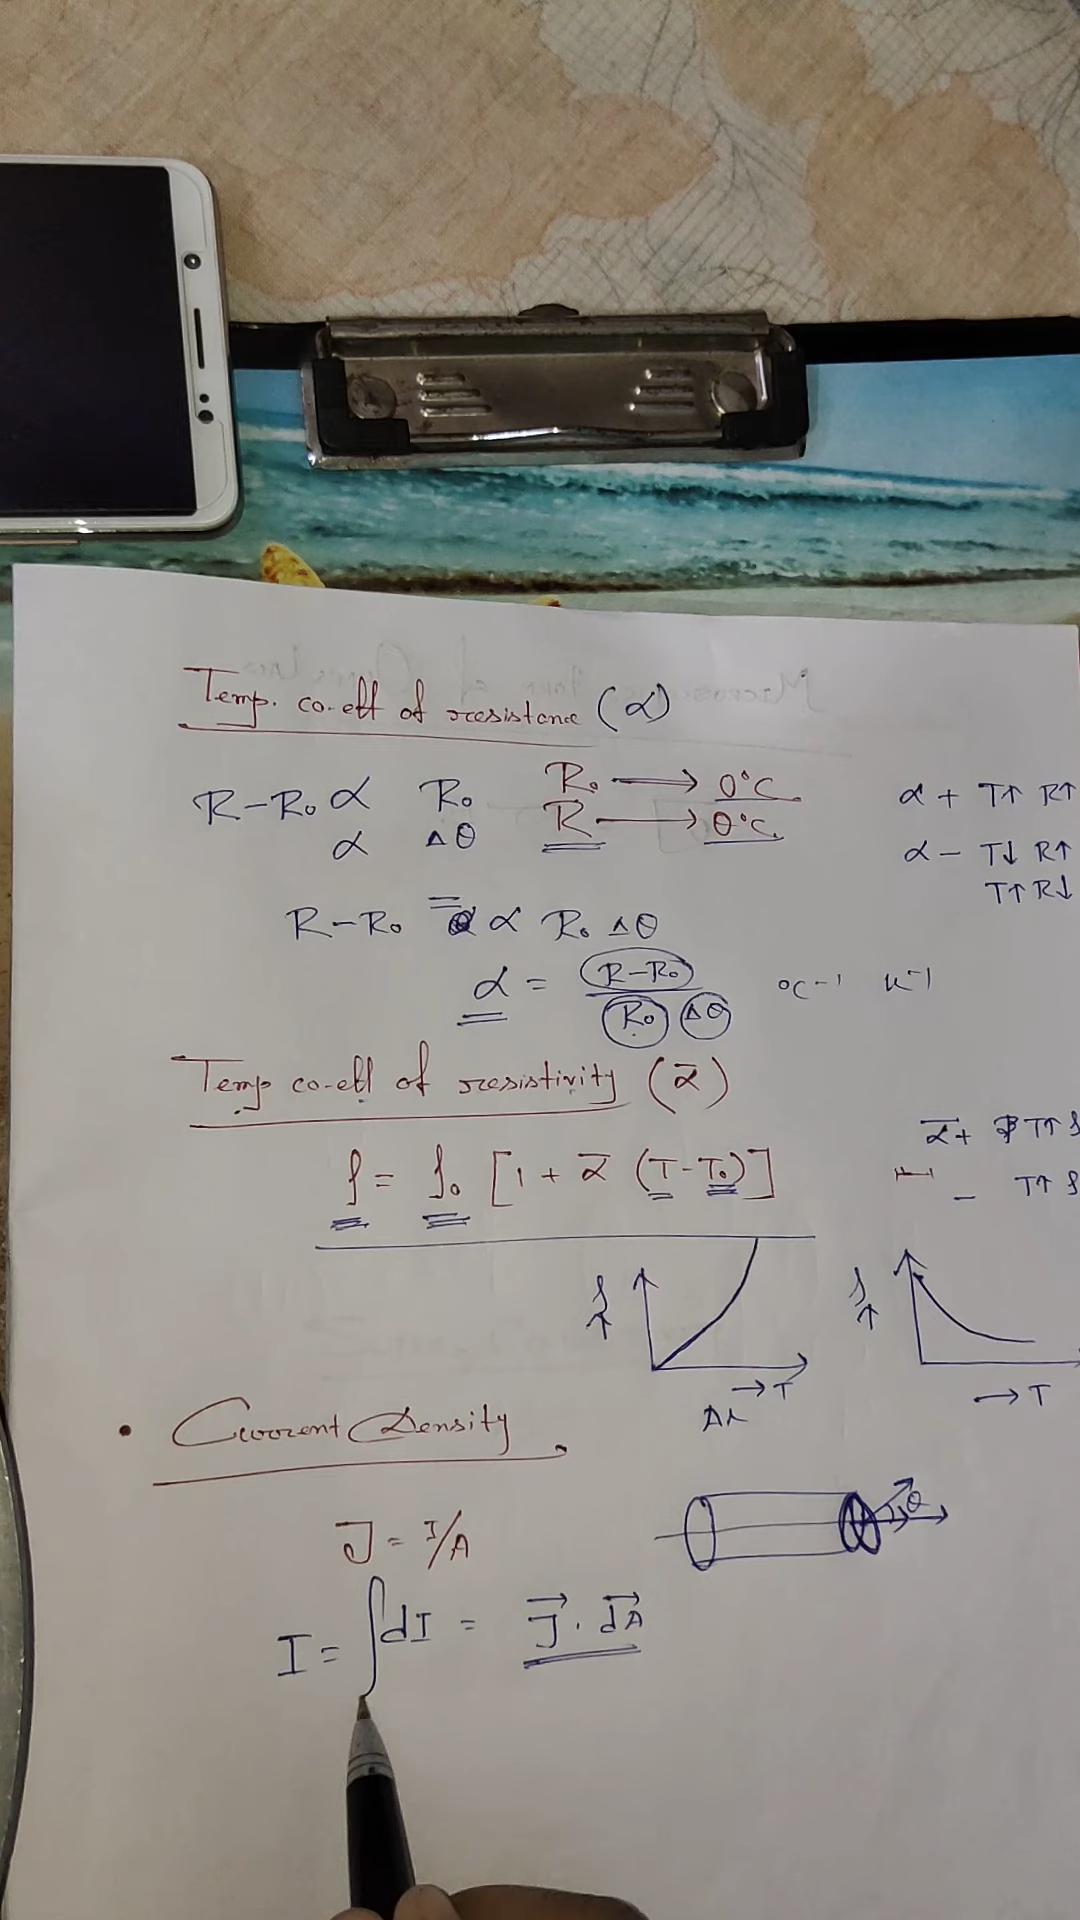 Temp. co-eff of resistance (α)
R-R₀ α R₀ R₀ → 0°C
α Δθ R → θ°C
α + T↑ R↑
α - T↓ R↑
T↑ R↓
R-R₀ = α R₀ Δθ
α = (R-R₀) / (R₀)(Δθ) °C⁻¹ K⁻¹
Temp co-eff of resistivity (ᾱ)
ᾱ+ T↑ ρ
- T↑ ρ
ρ = ρ₀ [1 + ᾱ (T-T₀)]
ρ↑ → T
ρ↑ → T
• Current Density
θ
J = I/A
I = ∫dI = J⃗. dA⃗